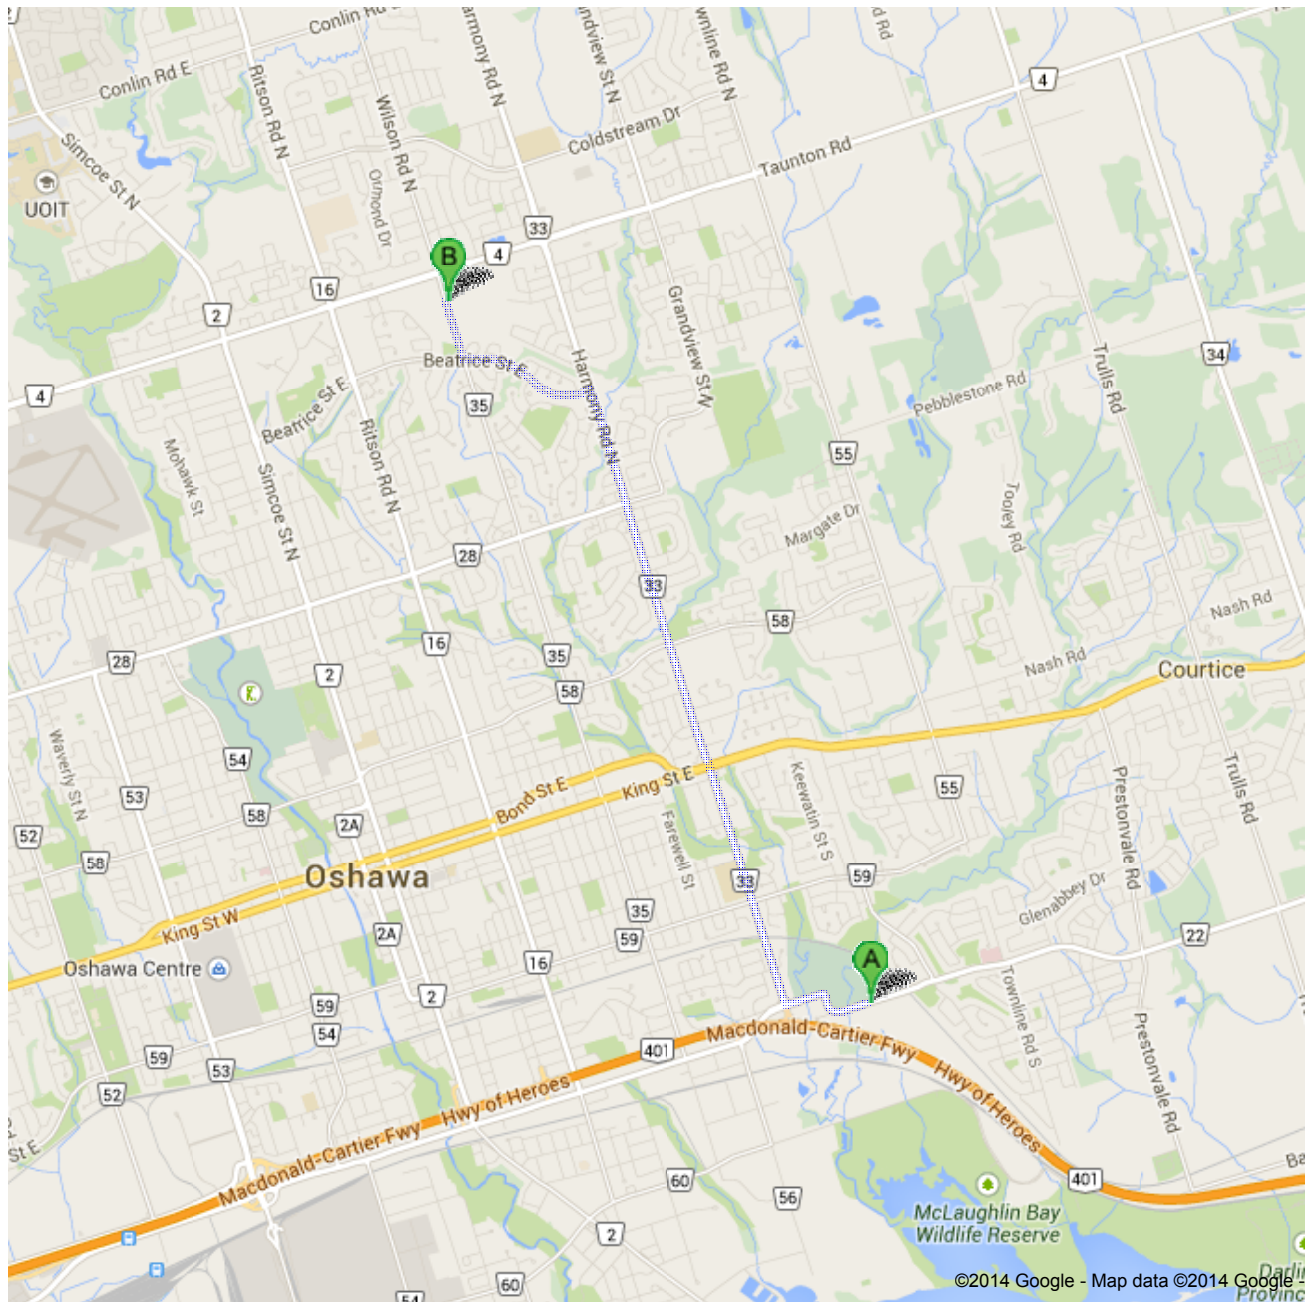 Conlin Rd E
Conlin Rd E
Simcoe St N
Ritson Rd N
Wilson Rd N
Ormond Dr
armony Rd N
ndview St N
wnline Rd N
d Rd
Coldstream Dr
Taunton Rd
4
UOIT
33
4
B
16
2
4
Beatrice St E
Beatrice St E
35
Harmony Rd N
Grandview St N
Trulls Rd
34
Pebblestone Rd
55
Mohawk St
Simcoe St N
Ritson Rd N
28
Margate Dr
Tooley Rd
33
58
Nash Rd
Nash Rd
Courtice
28
16
2
35
58
Waverly St N
54
53
58
52
58
2A
Bond St E
King St E
Keewatin St S
55
Prestonvale Rd
Trulls Rd
Farewell St
Oshawa
33
59
Glenabbey Dr
35
59
22
King St W
2A
Oshawa Centre
16
A
2
59
54
59
53
52
Townline Rd S
Prestonvale Rd
401
Macdonald-Cartier Fwy
Hwy of Heroes
Hwy of Heroes
Macdonald-Cartier Fwy
St E
Ba
401
60
56
McLaughlin Bay
Wildlife Reserve
2
60
54
Darlin
Provinc
©2014 Google - Map data ©2014 Google -